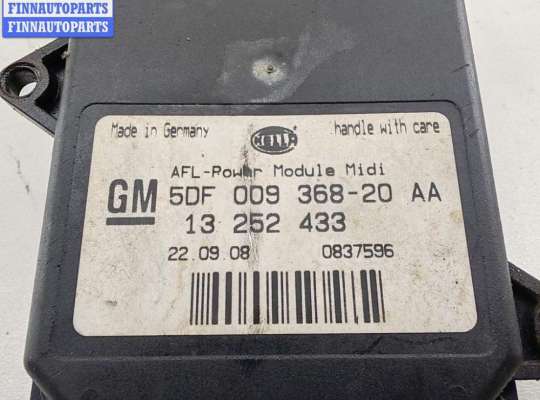 FINNAUTOPARTS
FINNAUTOPARTS
Made in Germany HELLA handle with care
AFL-Power Module Midi
GM 5DF 009 368-20 AA
13 252 433
22.09.08 0837596